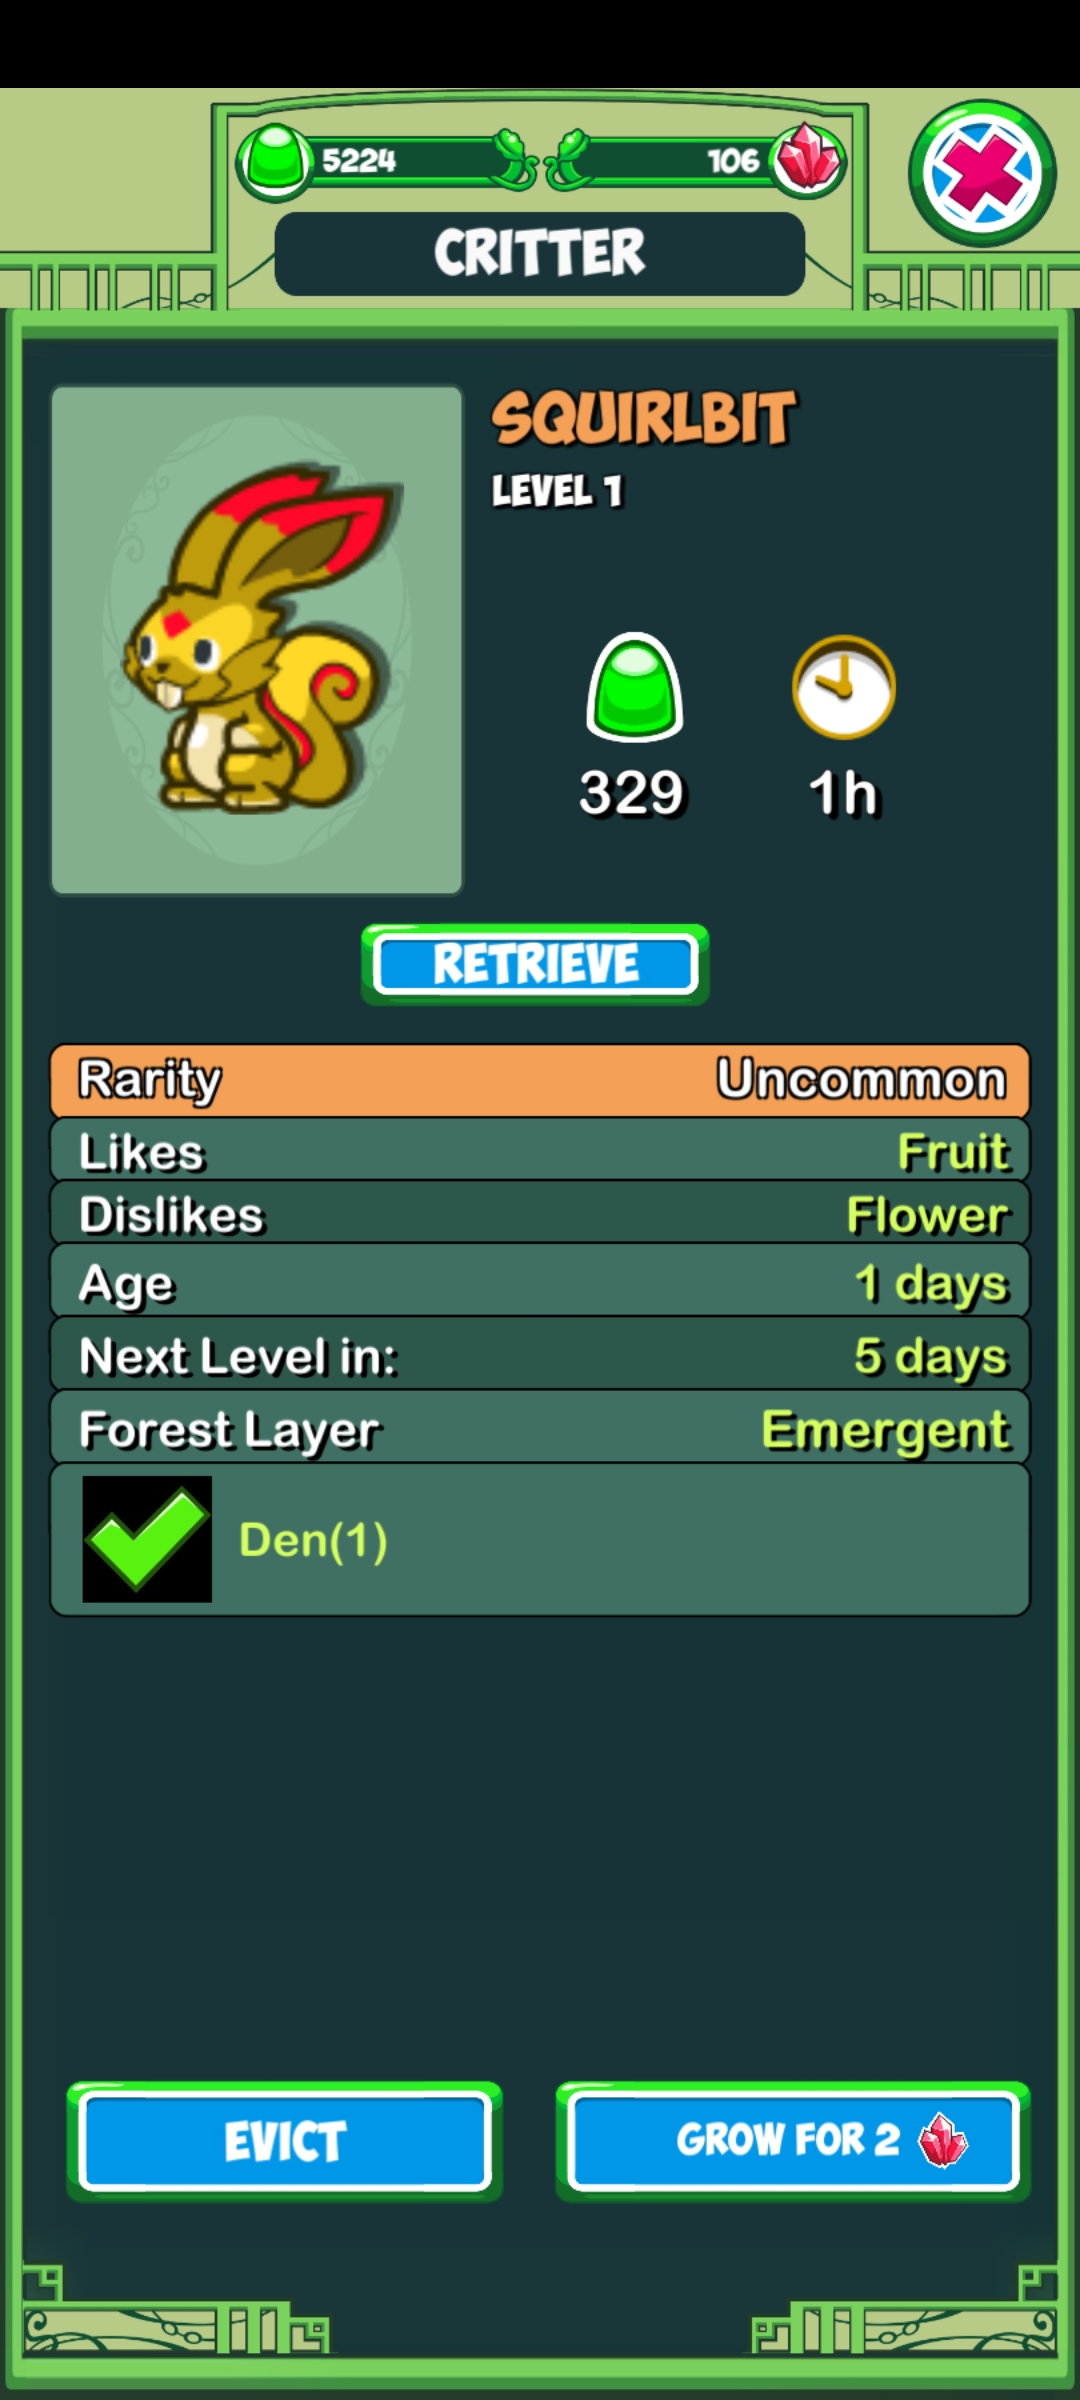 5224 106
CRITTER
SQUIRLBIT
LEVEL 1
329 1h
RETRIEVE
Rarity Uncommon
Likes Fruit
Dislikes Flower
Age 1 days
Next Level in: 5 days
Forest Layer Emergent
Den(1)
EVICT GROW FOR 2